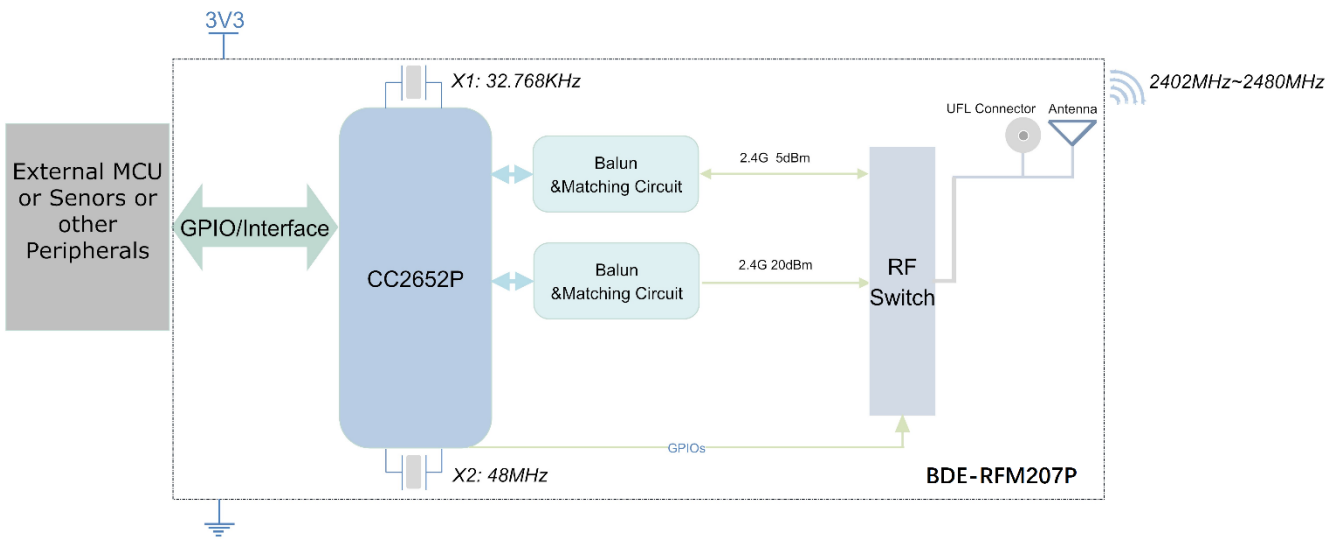 3V3
X1: 32.768KHz
2402MHz~2480MHz
UFL Connector
Antenna
External MCU
or Senors or
other
Peripherals
GPIO/Interface
CC2652P
Balun
&Matching Circuit
2.4G 5dBm
Balun
&Matching Circuit
2.4G 20dBm
RF
Switch
GPIOs
X2: 48MHz
BDE-RFM207P